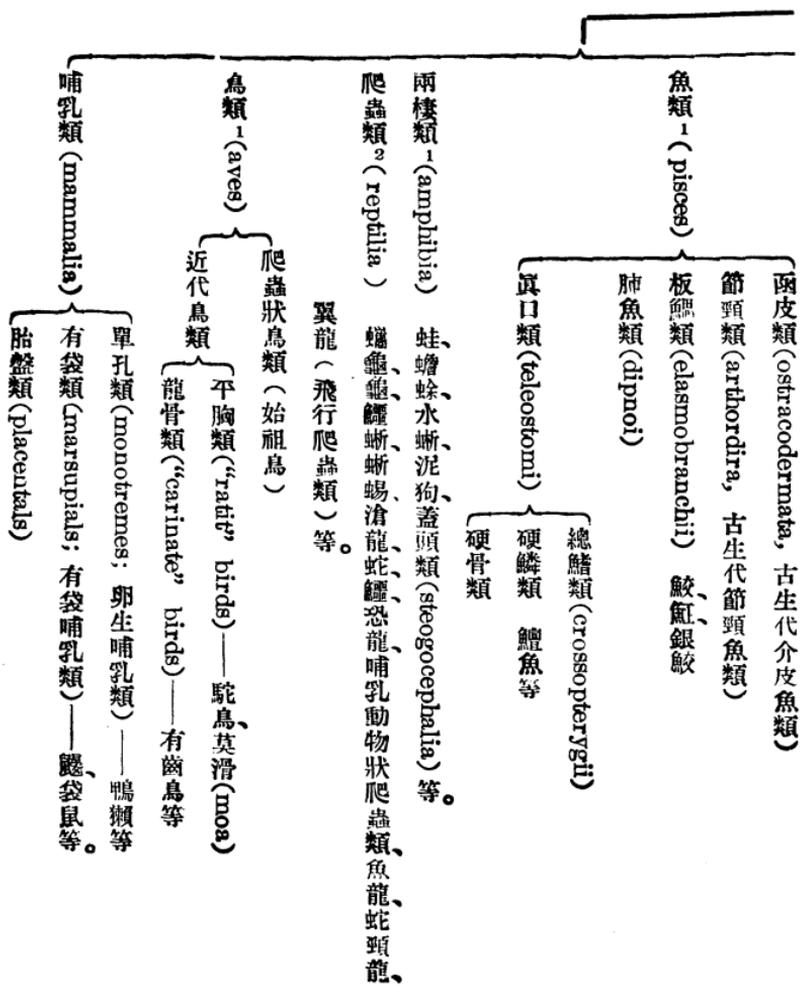 魚類¹(pisces)
函皮類(ostracodermata, 古生代介皮魚類)
節頸類(arthordira, 古生代節頸魚類)
板鰓類(elasmobranchii) 鮫、魟、銀鮫
肺魚類(dipnoi)
眞口類(teleostomi)
總鰭類(crossopterygii)
硬鱗類 鱣魚等
硬骨類
兩棲類¹(amphibia) 蛙、蟾蜍、水蜥、泥狗、蓋頭類(steogocephalia)等。
爬蟲類²(reptilia) 蠵龜、龜、鱷蜥、蜥蜴、滄龍、蛇、鱷、恐龍、哺乳動物狀爬蟲類、魚龍、蛇頸龍、
翼龍(飛行爬蟲類)等。
鳥類¹(aves)
爬蟲狀鳥類(始祖鳥)
近代鳥類
平胸類(“ratit” birds)——駝鳥、莫滑(moa)
龍骨類(“carinate” birds)——有齒鳥等
哺乳類(mammalia)
單孔類(monotremes; 卵生哺乳類)——鴨獺等
有袋類(marsupials; 有袋哺乳類)——、袋鼠等。
胎盤類(placentals)